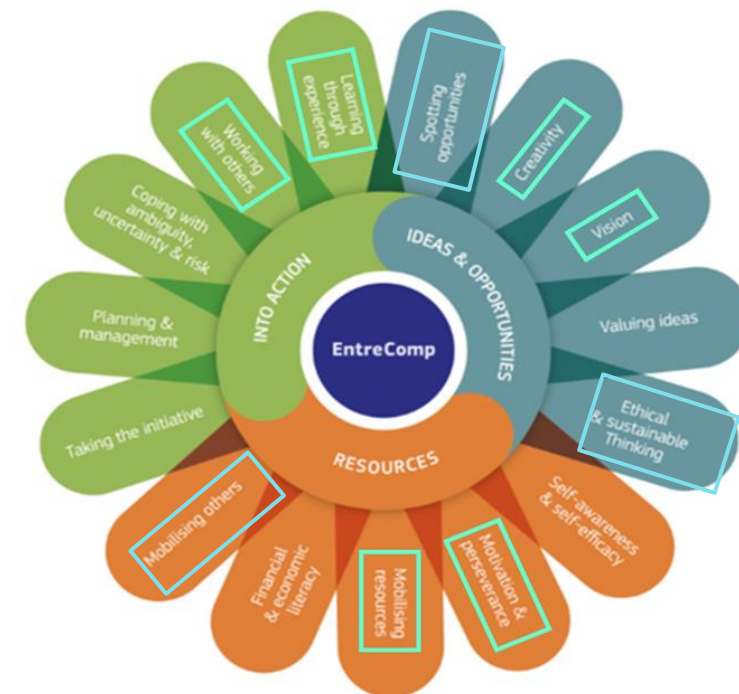 EntreComp
IDEAS & OPPORTUNITIES
Spotting
opportunities
Creativity
Vision
Valuing ideas
Ethical
& sustainable
Thinking
RESOURCES
Self-awareness
& self-efficacy
Motivation &
perseverance
Mobilising
resources
Financial
& economic
literacy
Mobilising others
INTO ACTION
Taking the initiative
Planning &
management
Coping with
ambiguity,
uncertainty & risk
Working
with others
Learning
through
experience